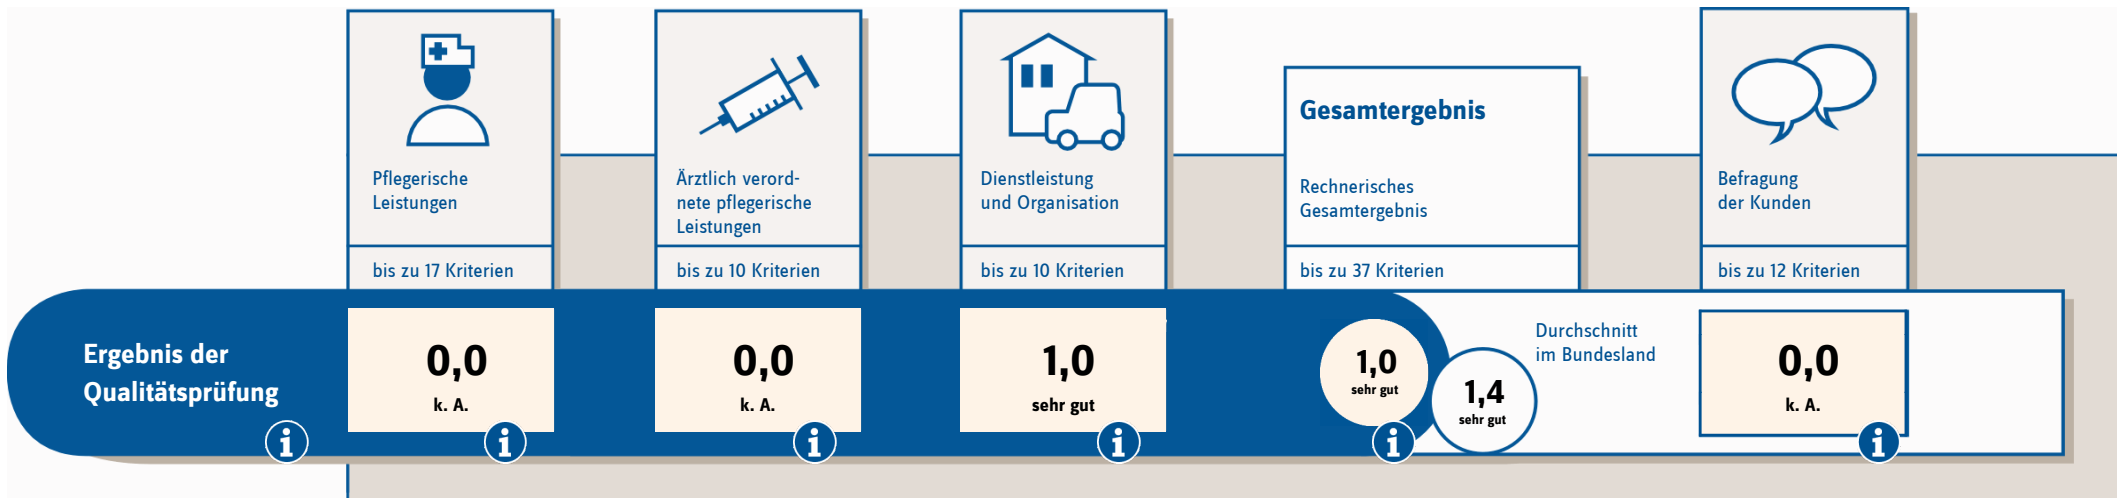 Pflegerische
Leistungen
bis zu 17 Kriterien
Ärztlich verord-
nete pflegerische
Leistungen
bis zu 10 Kriterien
Dienstleistung
und Organisation
bis zu 10 Kriterien
Gesamtergebnis
Rechnerisches
Gesamtergebnis
bis zu 37 Kriterien
Befragung
der Kunden
bis zu 12 Kriterien
Ergebnis der
Qualitätsprüfung
i
0,0
k. A.
i
0,0
k. A.
i
1,0
sehr gut
i
1,0
sehr gut
i
1,4
sehr gut
Durchschnitt
im Bundesland
0,0
k. A.
i